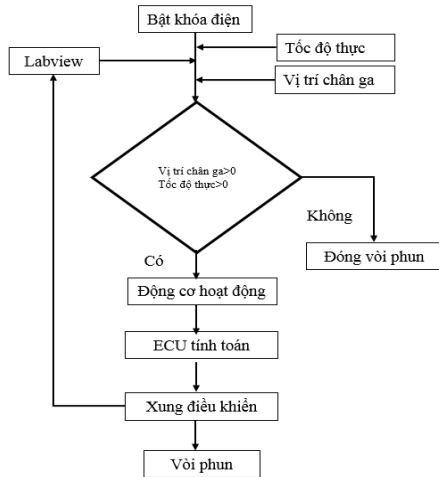 Bật khóa điện
Tốc độ thực
Labview
Vị trí chân ga
Vị trí chân ga>0
Tốc độ thực>0
Không
Có
Đóng vòi phun
Động cơ hoạt động
ECU tính toán
Xung điều khiển
Vòi phun